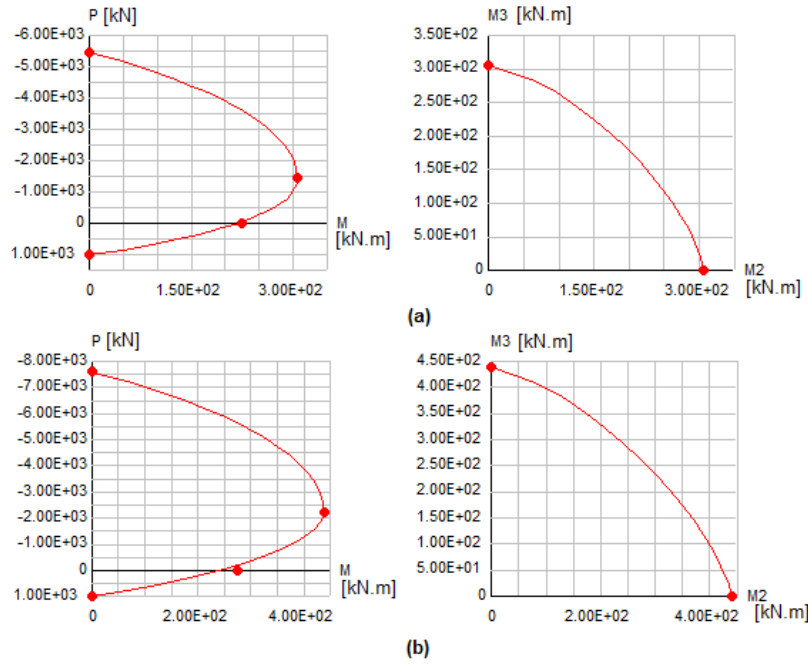 P [kN]
-6.00E+03
-5.00E+03
-4.00E+03
-3.00E+03
-2.00E+03
-1.00E+03
0
1.00E+03
M
[kN.m]
0
1.50E+02
3.00E+02
M3 [kN.m]
3.50E+02
3.00E+02
2.50E+02
2.00E+02
1.50E+02
1.00E+02
5.00E+01
0
M2
[kN.m]
0
1.50E+02
3.00E+02
(a)
P [kN]
-8.00E+03
-7.00E+03
-6.00E+03
-5.00E+03
-4.00E+03
-3.00E+03
-2.00E+03
-1.00E+03
0
1.00E+03
M
[kN.m]
0
2.00E+02
4.00E+02
M3 [kN.m]
4.50E+02
4.00E+02
3.50E+02
3.00E+02
2.50E+02
4.00E+02
1.50E+02
1.00E+02
5.00E+01
0
M2
[kN.m]
0
2.00E+02
4.00E+02
(b)